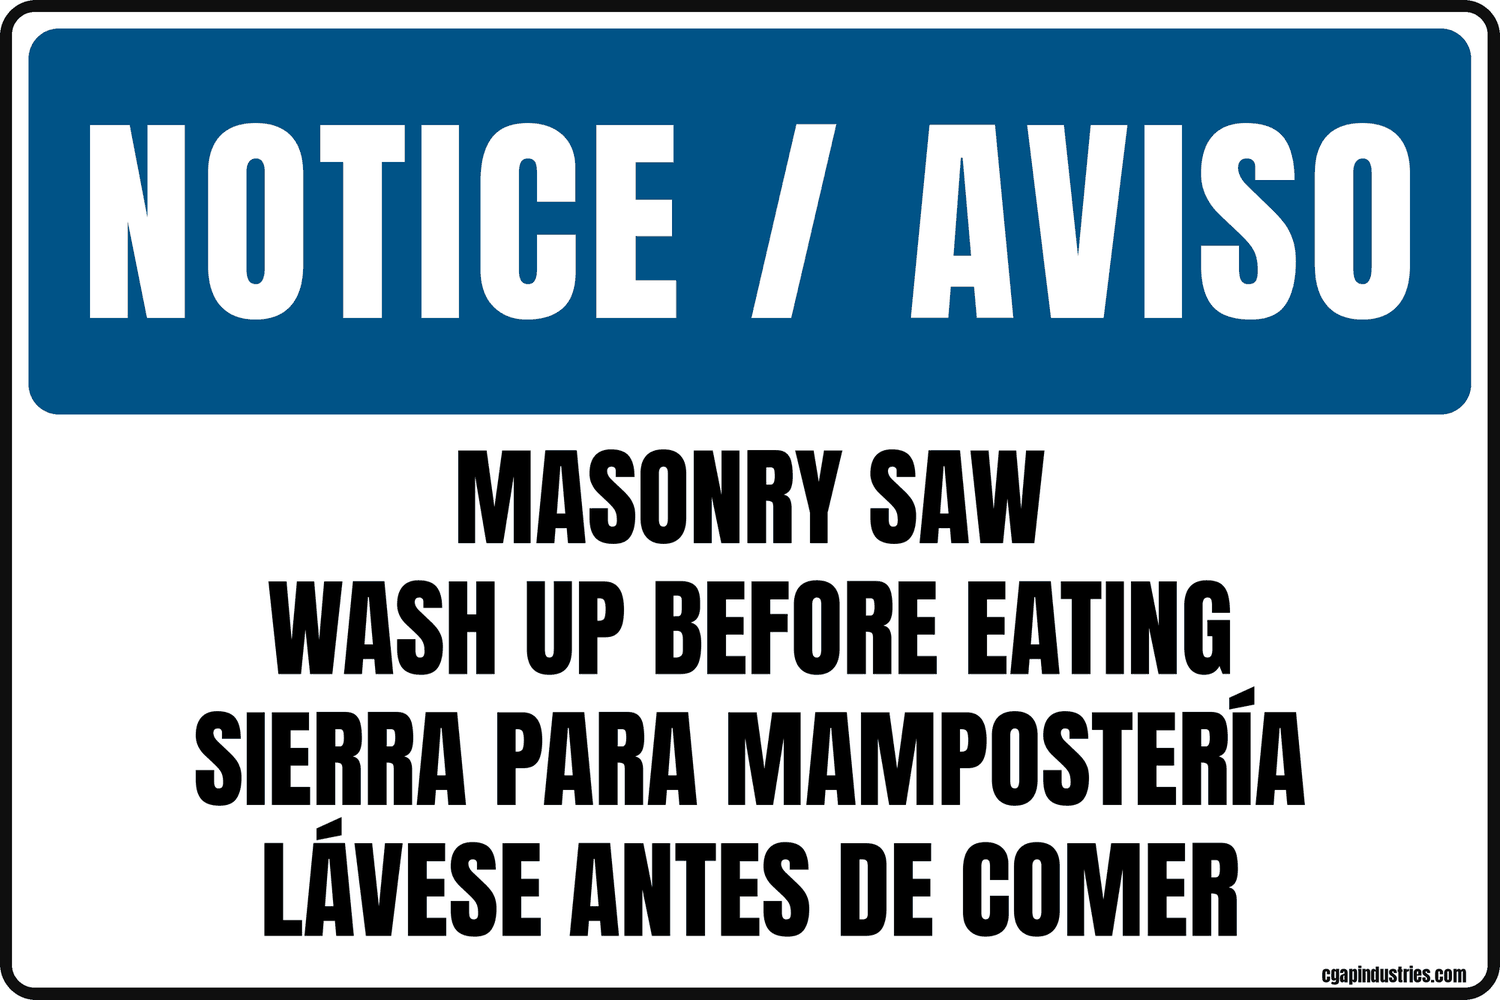 NOTICE / AVISO
MASONRY SAW
WASH UP BEFORE EATING
SIERRA PARA MAMPOSTERÍA
LÁVESE ANTES DE COMER
cgapindustries.com